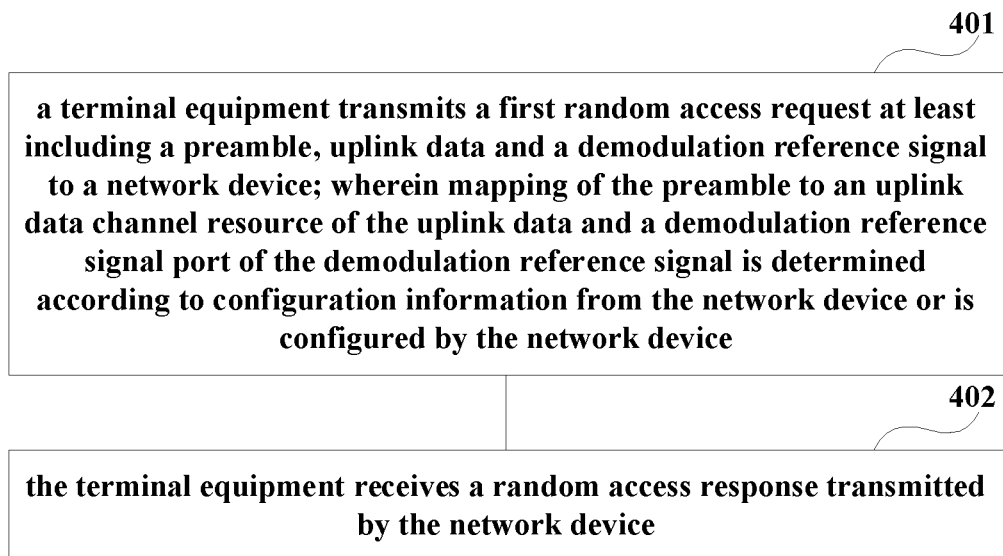 401
a terminal equipment transmits a first random access request at least
including a preamble, uplink data and a demodulation reference signal
to a network device; wherein mapping of the preamble to an uplink
data channel resource of the uplink data and a demodulation reference
signal port of the demodulation reference signal is determined
according to configuration information from the network device or is
configured by the network device
402
the terminal equipment receives a random access response transmitted
by the network device